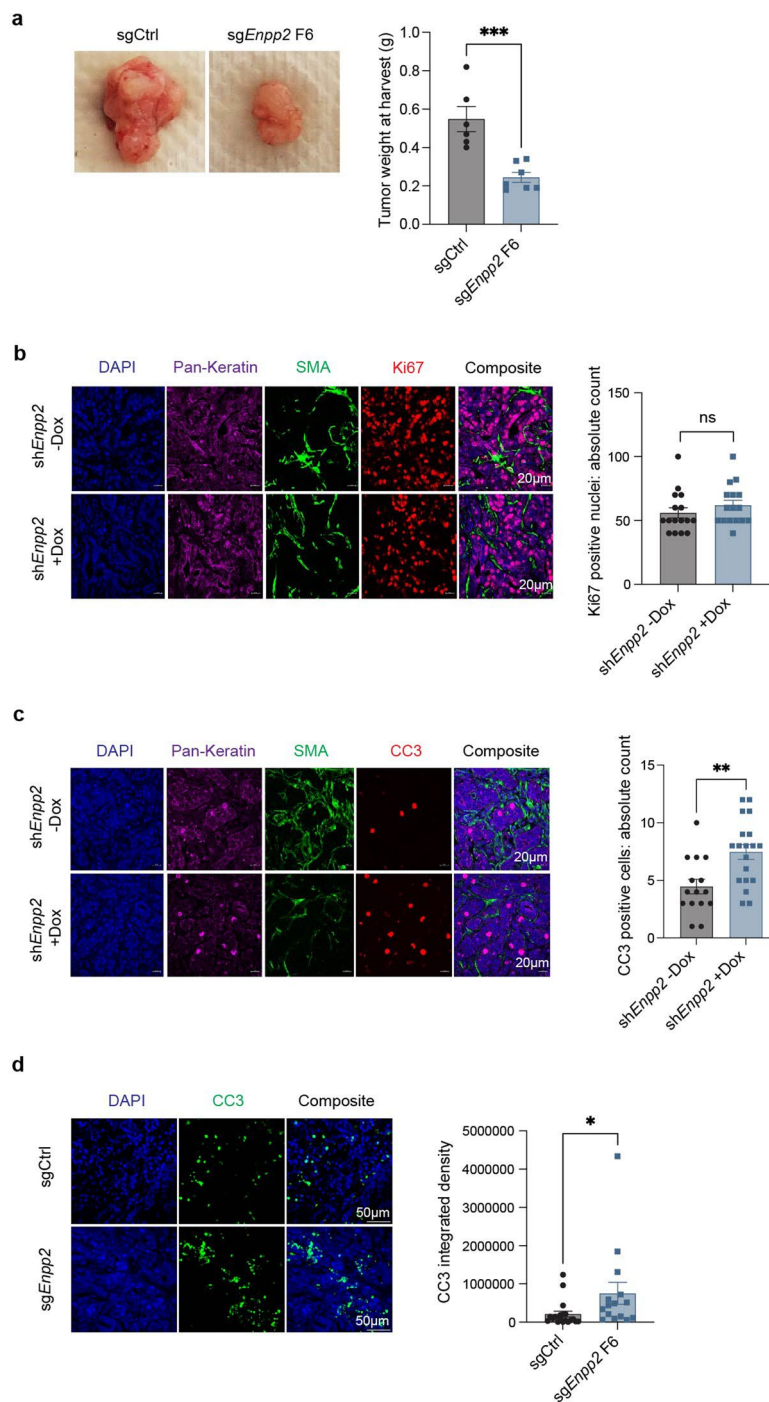 a
sgCtrl
sgEnpp2 F6
Tumor weight at harvest (g)
1.0
0.8
0.6
0.4
0.2
0.0
***
sgCtrl
sgEnpp2 F6
b
DAPI Pan-Keratin SMA Ki67 Composite
shEnpp2
-Dox
20µm
shEnpp2
+Dox
20µm
Ki67 positive nuclei: absolute count
150
100
50
0
ns
shEnpp2 -Dox
shEnpp2 +Dox
c
DAPI Pan-Keratin SMA CC3 Composite
shEnpp2
-Dox
20µm
shEnpp2
+Dox
20µm
CC3 positive cells: absolute count
15
10
5
0
**
shEnpp2 -Dox
shEnpp2 +Dox
d
DAPI CC3 Composite
sgCtrl
50µm
sgEnpp2
50µm
CC3 integrated density
5000000
4000000
3000000
2000000
1000000
0
*
sgCtrl
sgEnpp2 F6